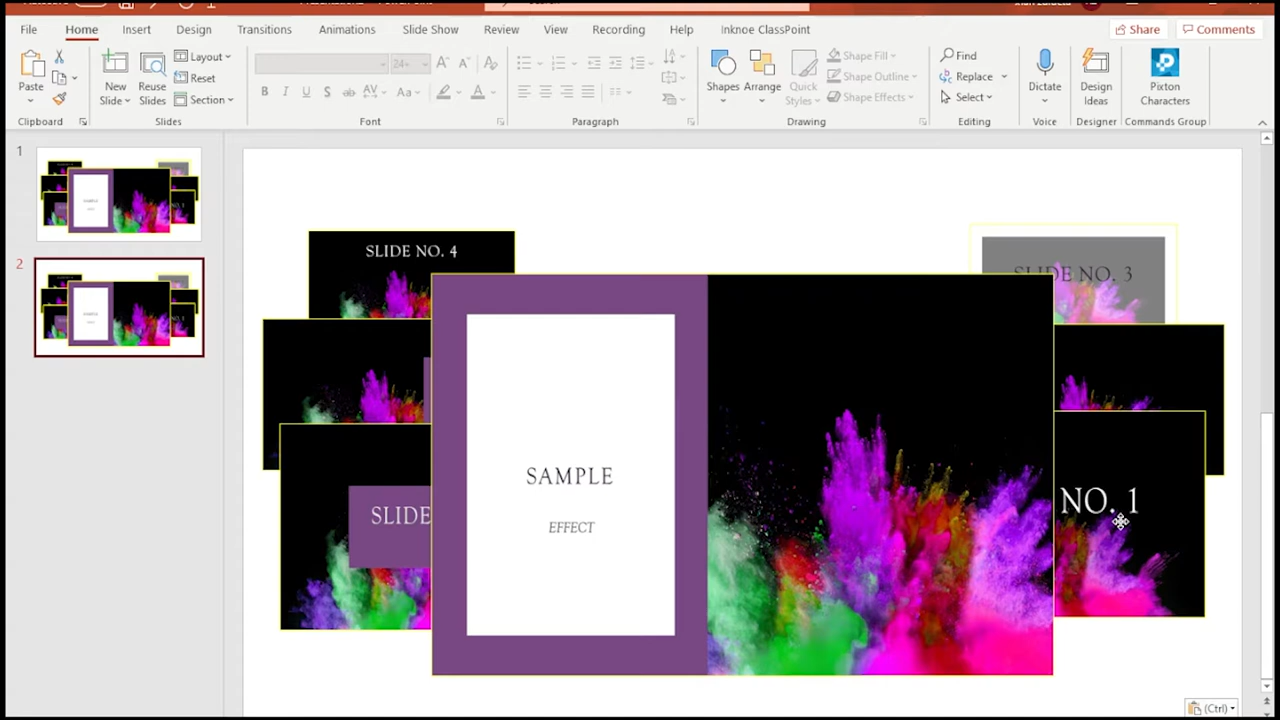 File Home Insert Design Transitions Animations Slide Show Review View Recording Help Inknoe ClassPoint Share Comments
Paste New Slide Reuse Slides Layout Reset Section 24+ Shapes Arrange Quick Styles Shape Fill Shape Outline Shape Effects Find Replace Select Dictate Design Ideas Pixton Characters
Clipboard Slides Font Paragraph Drawing Editing Voice Designer Commands Group
1
2
SLIDE NO. 4
SLIDE NO. 3
SLIDE
NO. 1
SAMPLE
EFFECT
(Ctrl)